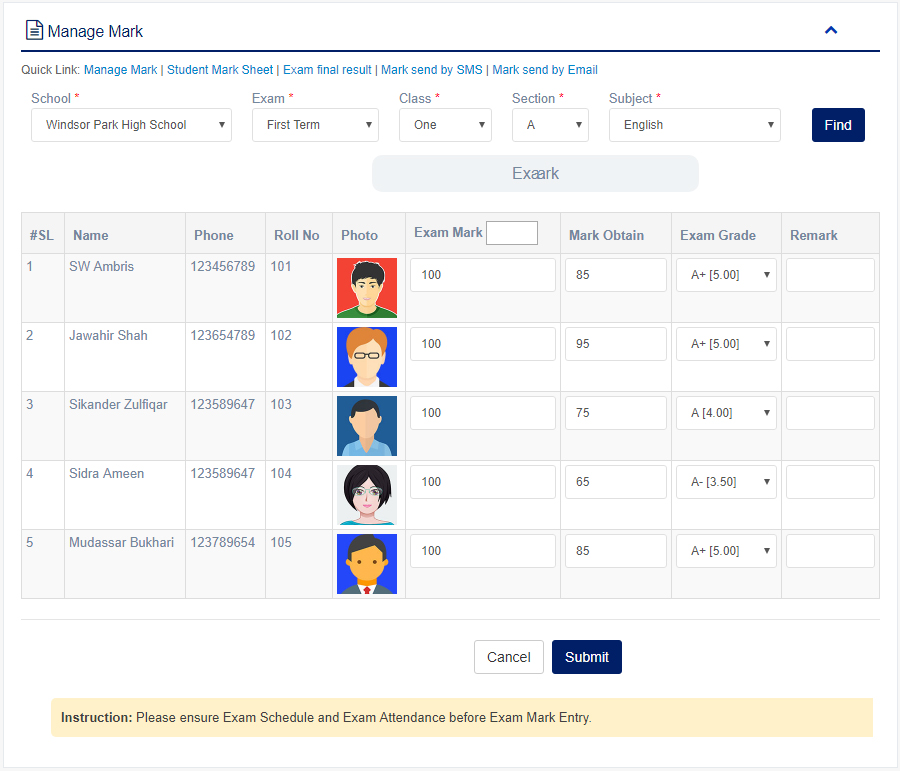 Manage Mark
Quick Link: Manage Mark | Student Mark Sheet | Exam final result | Mark send by SMS | Mark send by Email
School * Exam * Class * Section * Subject *
Windsor Park High School First Term One A English Find
Exaark
#SL Name Phone Roll No Photo Exam Mark Mark Obtain Exam Grade Remark
1 SW Ambris 123456789 101 100 85 A+ [5.00]
2 Jawahir Shah 123654789 102 100 95 A+ [5.00]
3 Sikander Zulfiqar 123589647 103 100 75 A [4.00]
4 Sidra Ameen 123589647 104 100 65 A- [3.50]
5 Mudassar Bukhari 123789654 105 100 85 A+ [5.00]
Cancel Submit
Instruction: Please ensure Exam Schedule and Exam Attendance before Exam Mark Entry.